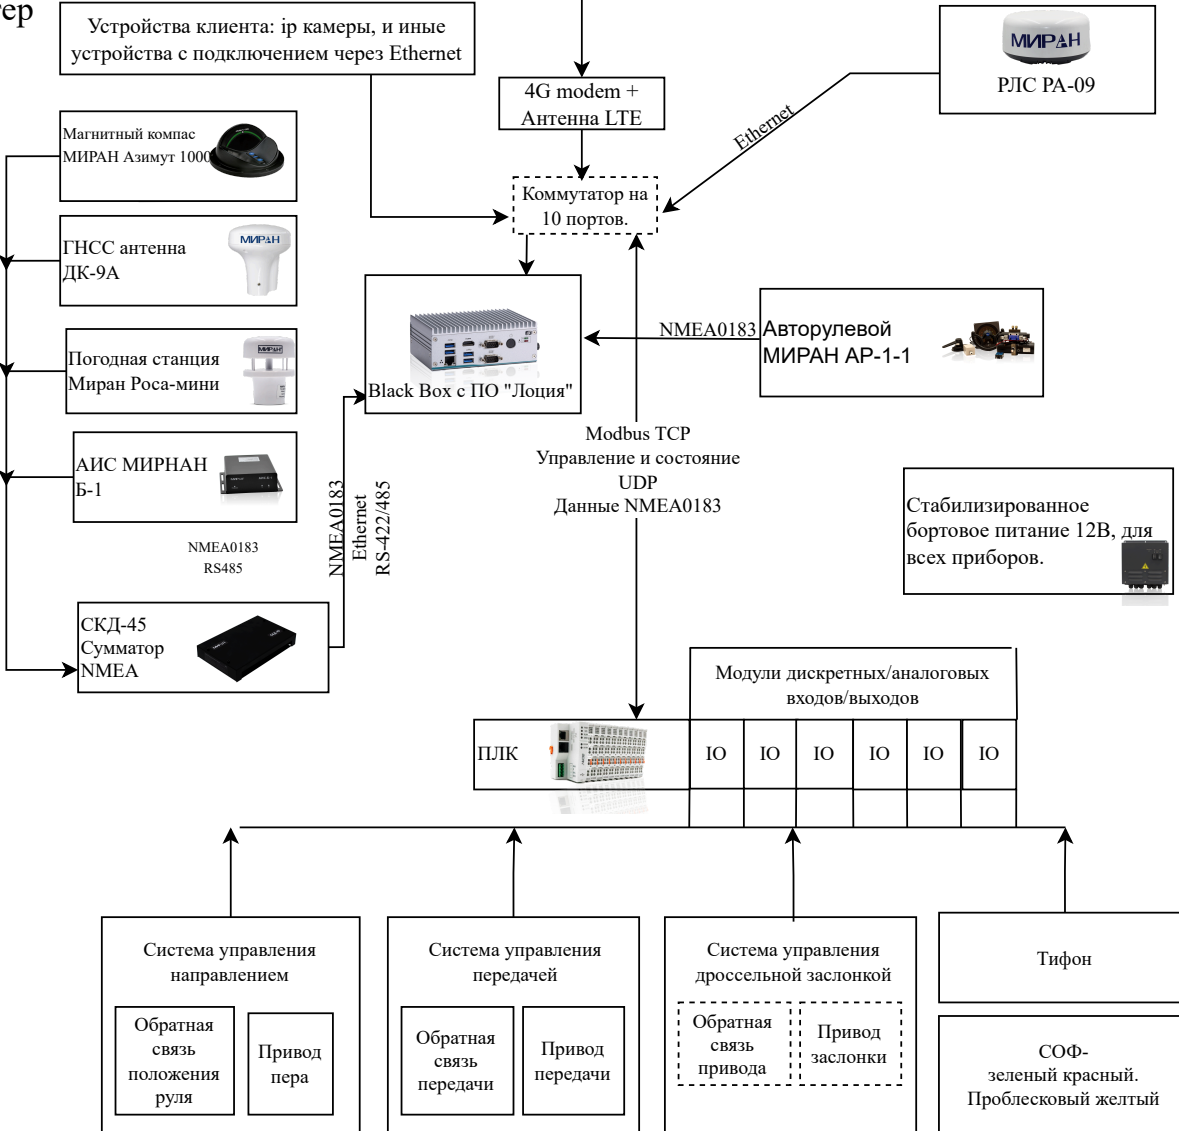 тер
Устройства клиента: ip камеры, и иные
устройства с подключением через Ethernet
4G modem +
Антенна LTE
МИРАН
РЛС РА-09
Ethernet
Коммутатор на
10 портов.
Магнитный компас
МИРАН Азимут 1000
ГНСС антенна
ДК-9А
МИРАН
Погодная станция
Миран Роса-мини
МИРАН
АИС МИРНАН
Б-1
NMEA0183
RS485
СКД-45
Сумматор
NMEA
NMEA0183
Ethernet
RS-422/485
Black Box с ПО "Лоция"
NMEA0183
Авторулевой
МИРАН АР-1-1
Modbus TCP
Управление и состояние
UDP
Данные NMEA0183
Стабилизированное
бортовое питание 12В, для
всех приборов.
Модули дискретных/аналоговых
входов/выходов
ПЛК
IO IO IO IO IO IO
Система управления
направлением
Обратная
связь
положения
руля
Привод
пера
Система управления
передачей
Обратная
связь
передачи
Привод
передачи
Система управления
дроссельной заслонкой
Обратная
связь
привода
Привод
заслонки
Тифон
СОФ-
зеленый красный.
Проблесковый желтый